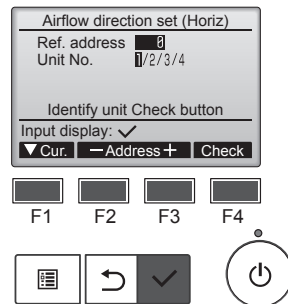 Airflow direction set (Horiz)
Ref. address 0
Unit No. 1/2/3/4
Identify unit Check button
Input display: ✓
▼Cur. −Address+ Check
F1 F2 F3 F4